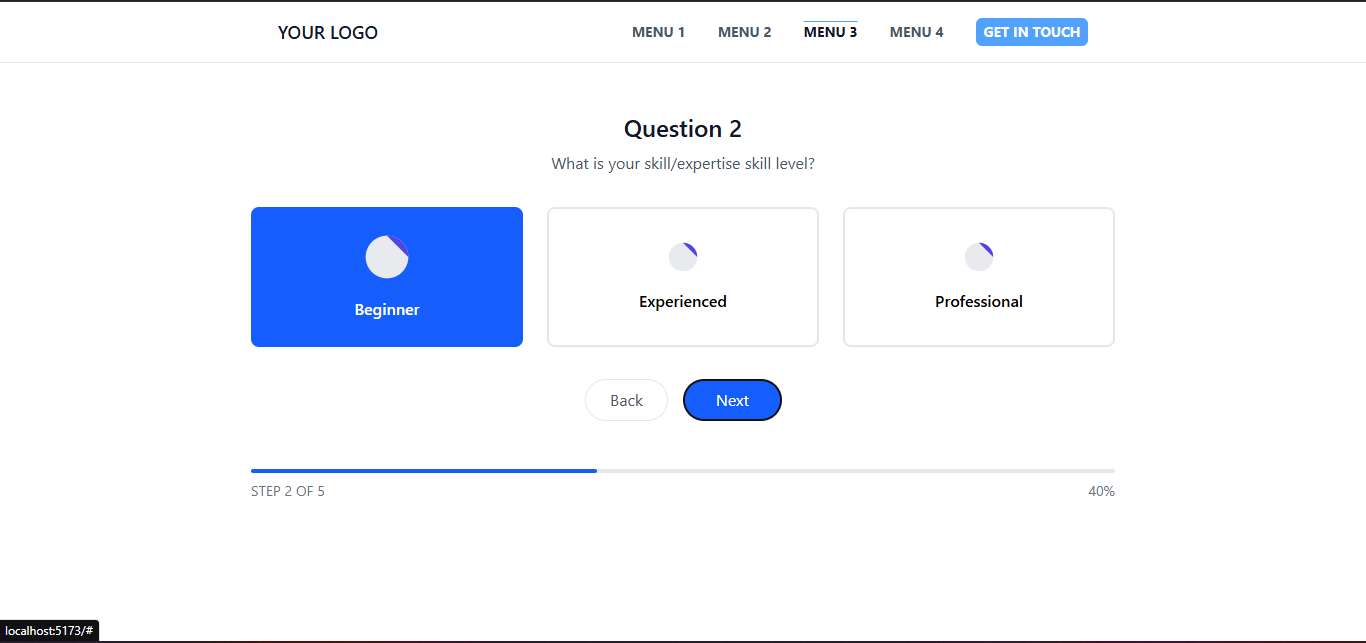 YOUR LOGO MENU 1 MENU 2 MENU 3 MENU 4 GET IN TOUCH
Question 2
What is your skill/expertise skill level?
Beginner Experienced Professional
Back Next
STEP 2 OF 5 40%
localhost:5173/#